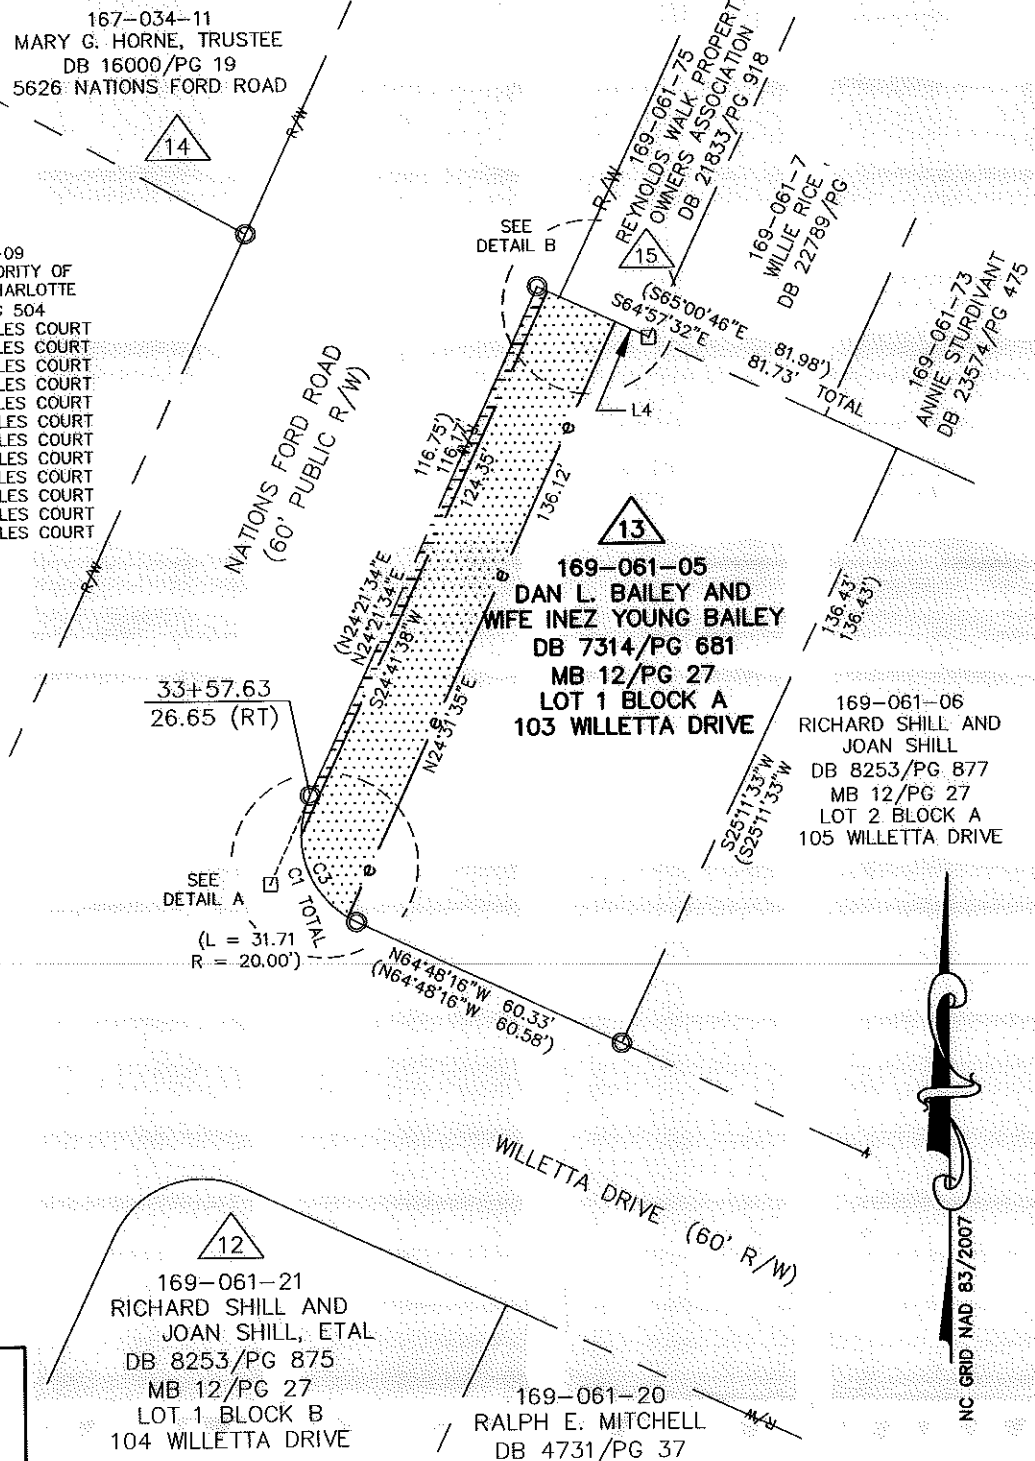 167-034-11
MARY G. HORNE, TRUSTEE
DB 16000/PG 19
5626 NATIONS FORD ROAD
14
R/W
-09
ORITY OF
HARLOTTE
G 504
LES COURT
LES COURT
LES COURT
LES COURT
LES COURT
LES COURT
LES COURT
LES COURT
LES COURT
LES COURT
LES COURT
LES COURT
R/W
NATIONS FORD ROAD
(60' PUBLIC R/W)
SEE
DETAIL B
R/W
169-061-75
REYNOLDS WALK PROPERT
OWNERS ASSOCIATION
DB 21833/PG 918
15
169-061-7
WILLIE RICE
DB 22789/PG
169-061-73
ANNIE STURDIVANT
DB 23574/PG 475
(S65°00'46"E 81.98')
S64°57'32"E 81.73' TOTAL
L4
116.75')
116.17'
R/W
124.35'
136.12'
(N24°21'34"E
N24°21'34"E
S24°41'38"W
N24°31'35"E
e
e
e
e
13
169-061-05
DAN L. BAILEY AND
WIFE INEZ YOUNG BAILEY
DB 7314/PG 681
MB 12/PG 27
LOT 1 BLOCK A
103 WILLETTA DRIVE
136.43'
136.43')
S25°11'33"W
(S25°11'33"W
169-061-06
RICHARD SHILL AND
JOAN SHILL
DB 8253/PG 877
MB 12/PG 27
LOT 2 BLOCK A
105 WILLETTA DRIVE
33+57.63
26.65 (RT)
SEE
DETAIL A
C3
C1 TOTAL
(L = 31.71
R = 20.00')
N64°48'16"W 60.33'
(N64°48'16"W 60.58')
WILLETTA DRIVE (60' R/W)
NC GRID NAD 83/2007
12
169-061-21
RICHARD SHILL AND
JOAN SHILL, ETAL
DB 8253/PG 875
MB 12/PG 27
LOT 1 BLOCK B
104 WILLETTA DRIVE
169-061-20
RALPH E. MITCHELL
DB 4731/PG 37
R/W